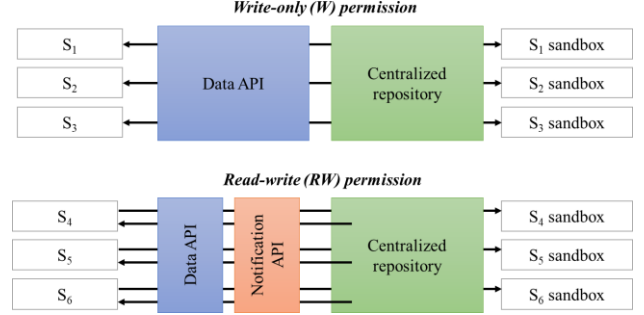 Write-only (W) permission
S1
S2
S3
Data API
Centralized
repository
S1 sandbox
S2 sandbox
S3 sandbox
Read-write (RW) permission
S4
S5
S6
Data API
Notification
API
Centralized
repository
S4 sandbox
S5 sandbox
S6 sandbox